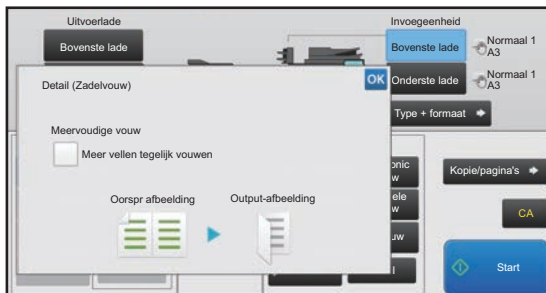 Uitvoerlade
Invoegeenheid
Bovenste lade
Bovenste lade
Normaal 1
A3
Detail (Zadelvouw)
OK
Onderste lade
Normaal 1
A3
Type + formaat
Meervoudige vouw
Meer vellen tegelijk vouwen
Kopie/pagina's
Oorspr afbeelding
Output-afbeelding
CA
Start